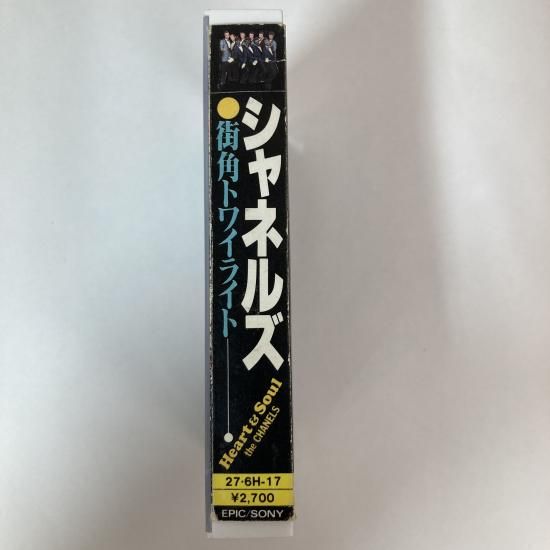 シャネルズ
●街角トワイライト
Heart & Soul
the CHANELS
27・6H-17
¥2,700
EPIC/SONY